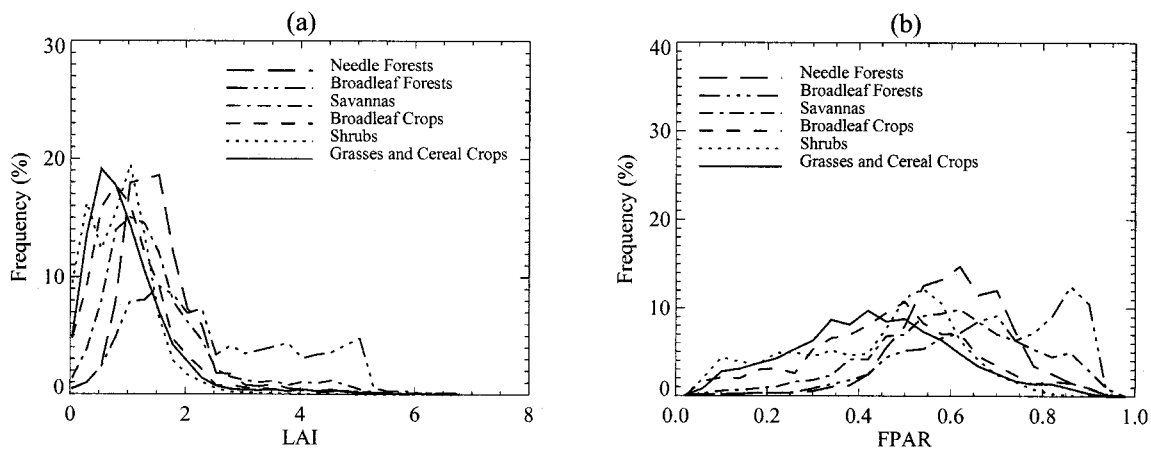 (a)
30
20
10
0
Frequency (%)
Needle Forests
Broadleaf Forests
Savannas
Broadleaf Crops
Shrubs
Grasses and Cereal Crops
0 2 4 6 8
LAI
(b)
40
30
20
10
0
Frequency (%)
Needle Forests
Broadleaf Forests
Savannas
Broadleaf Crops
Shrubs
Grasses and Cereal Crops
0.0 0.2 0.4 0.6 0.8 1.0
FPAR